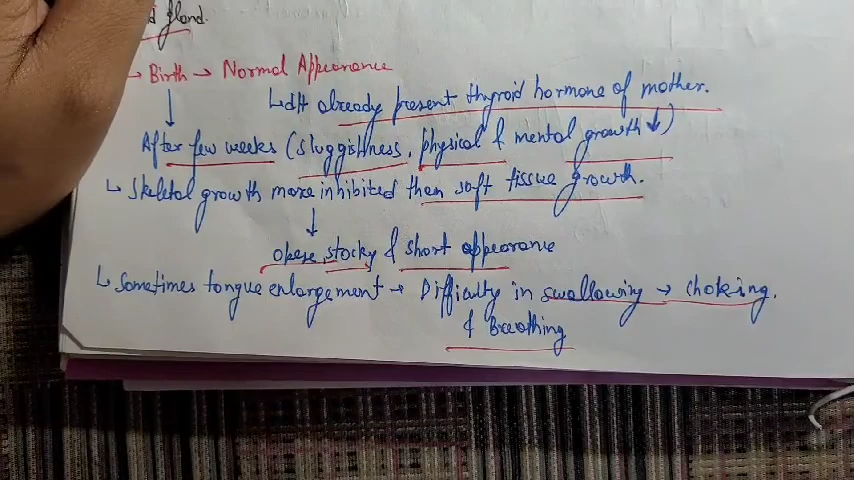 gland.
→ Birth → Normal Appearance
↳ d/t already present thyroid hormone of mother.
After few weeks (sluggishness, physical & mental growth ↓)
↳ Skeletal growth more inhibited than soft tissue growth.
↓
obese, stocky & short appearance
↳ Sometimes tongue enlargement → Difficulty in swallowing → choking.
& Breathing